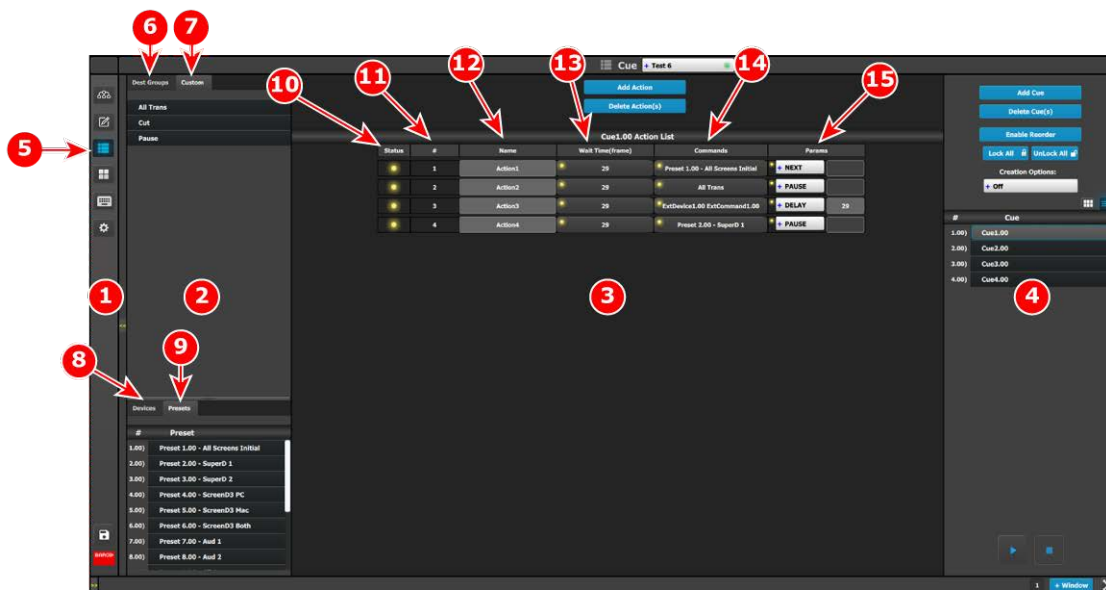 6 7
10 11 12 13 14 15
Cue + Test 6
Dest Groups Custom
All Trans
Cut
Pause
Add Action
Delete Action(s)
Cue1.00 Action List
Status # Name Wait Time(frame) Commands Params
1 Action1 29 Preset 1.00 - All Screens Initial + NEXT
2 Action2 29 All Trans + PAUSE
3 Action3 29 ExtDevice1.00 ExtCommand1.00 + DELAY 29
4 Action4 29 Preset 2.00 - SuperD 1 + PAUSE
Add Cue
Delete Cue(s)
Enable Reorder
Lock All UnLock All
Creation Options:
+ Off
# Cue
1.00) Cue1.00
2.00) Cue2.00
3.00) Cue3.00
4.00) Cue4.00
5
1 2 3 4
8 9
Devices Presets
# Preset
1.00) Preset 1.00 - All Screens Initial
2.00) Preset 2.00 - SuperD 1
3.00) Preset 3.00 - SuperD 2
4.00) Preset 4.00 - ScreenD3 PC
5.00) Preset 5.00 - ScreenD3 Mac
6.00) Preset 6.00 - ScreenD3 Both
7.00) Preset 7.00 - Aud 1
8.00) Preset 8.00 - Aud 2
1 + Window